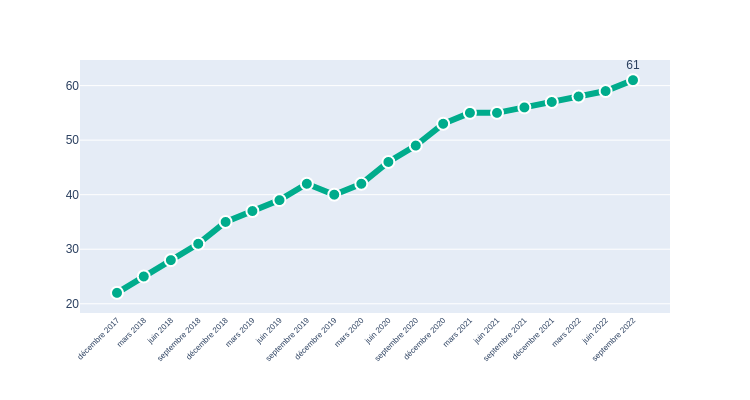 61
60
50
40
30
20
décembre 2017
mars 2018
juin 2018
septembre 2018
décembre 2018
mars 2019
juin 2019
septembre 2019
décembre 2019
mars 2020
juin 2020
septembre 2020
décembre 2020
mars 2021
juin 2021
septembre 2021
décembre 2021
mars 2022
juin 2022
septembre 2022